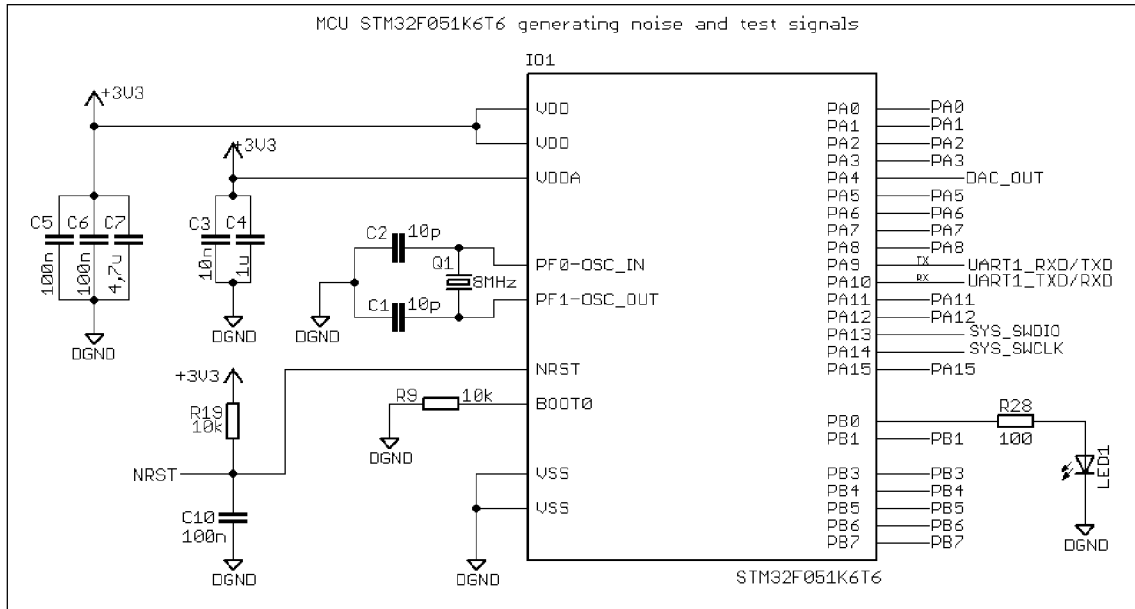 MCU STM32F051K6T6 generating noise and test signals
IO1
+3V3
VDD
VDD
+3V3
VDDA
C5
C6
C7
100n
100n
4,7u
DGND
C3
C4
10n
1u
DGND
C2
10p
Q1
8MHz
C1
10p
DGND
PF0-OSC_IN
PF1-OSC_OUT
+3V3
R19
10k
NRST
NRST
C10
100n
DGND
R9
10k
BOOT0
DGND
VSS
VSS
DGND
PA0 PA0
PA1 PA1
PA2 PA2
PA3 PA3
PA4 DAC_OUT
PA5 PA5
PA6 PA6
PA7 PA7
PA8 PA8
PA9 TX UART1_RXD/TXD
PA10 RX UART1_TXD/RXD
PA11 PA11
PA12 PA12
PA13 SYS_SWDIO
PA14 SYS_SWCLK
PA15 PA15
PB0
R28
100
LED1
DGND
PB1 PB1
PB3 PB3
PB4 PB4
PB5 PB5
PB6 PB6
PB7 PB7
STM32F051K6T6